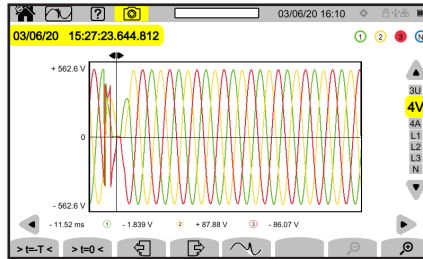 ? 03/06/20 16:10
03/06/20 15:27:23.644.812 1 2 3 N
+ 562.6 V
0
- 562.6 V
3U
4V
4A
L1
L2
L3
N
- 11.52 ms 1 - 1.839 V 2 + 87.88 V 3 - 86.07 V
> t=-T < > t=0 <